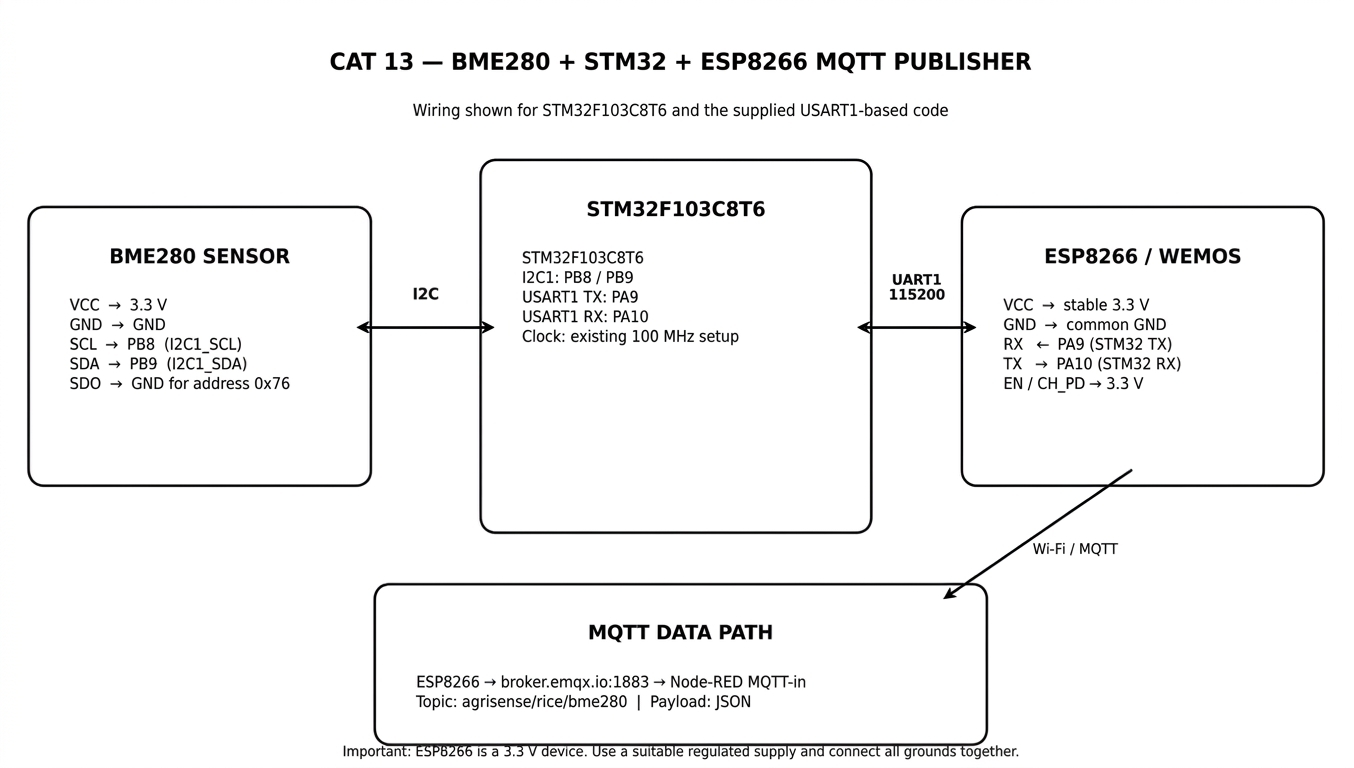 CAT 13 — BME280 + STM32 + ESP8266 MQTT PUBLISHER
Wiring shown for STM32F103C8T6 and the supplied USART1-based code
BME280 SENSOR
VCC → 3.3 V
GND → GND
SCL → PB8 (I2C1_SCL)
SDA → PB9 (I2C1_SDA)
SDO → GND for address 0x76
I2C
STM32F103C8T6
STM32F103C8T6
I2C1: PB8 / PB9
USART1 TX: PA9
USART1 RX: PA10
Clock: existing 100 MHz setup
UART1
115200
ESP8266 / WEMOS
VCC → stable 3.3 V
GND → common GND
RX ← PA9 (STM32 TX)
TX → PA10 (STM32 RX)
EN / CH_PD → 3.3 V
Wi-Fi / MQTT
MQTT DATA PATH
ESP8266 → broker.emqx.io:1883 → Node-RED MQTT-in
Topic: agrisense/rice/bme280 | Payload: JSON
Important: ESP8266 is a 3.3 V device. Use a suitable regulated supply and connect all grounds together.